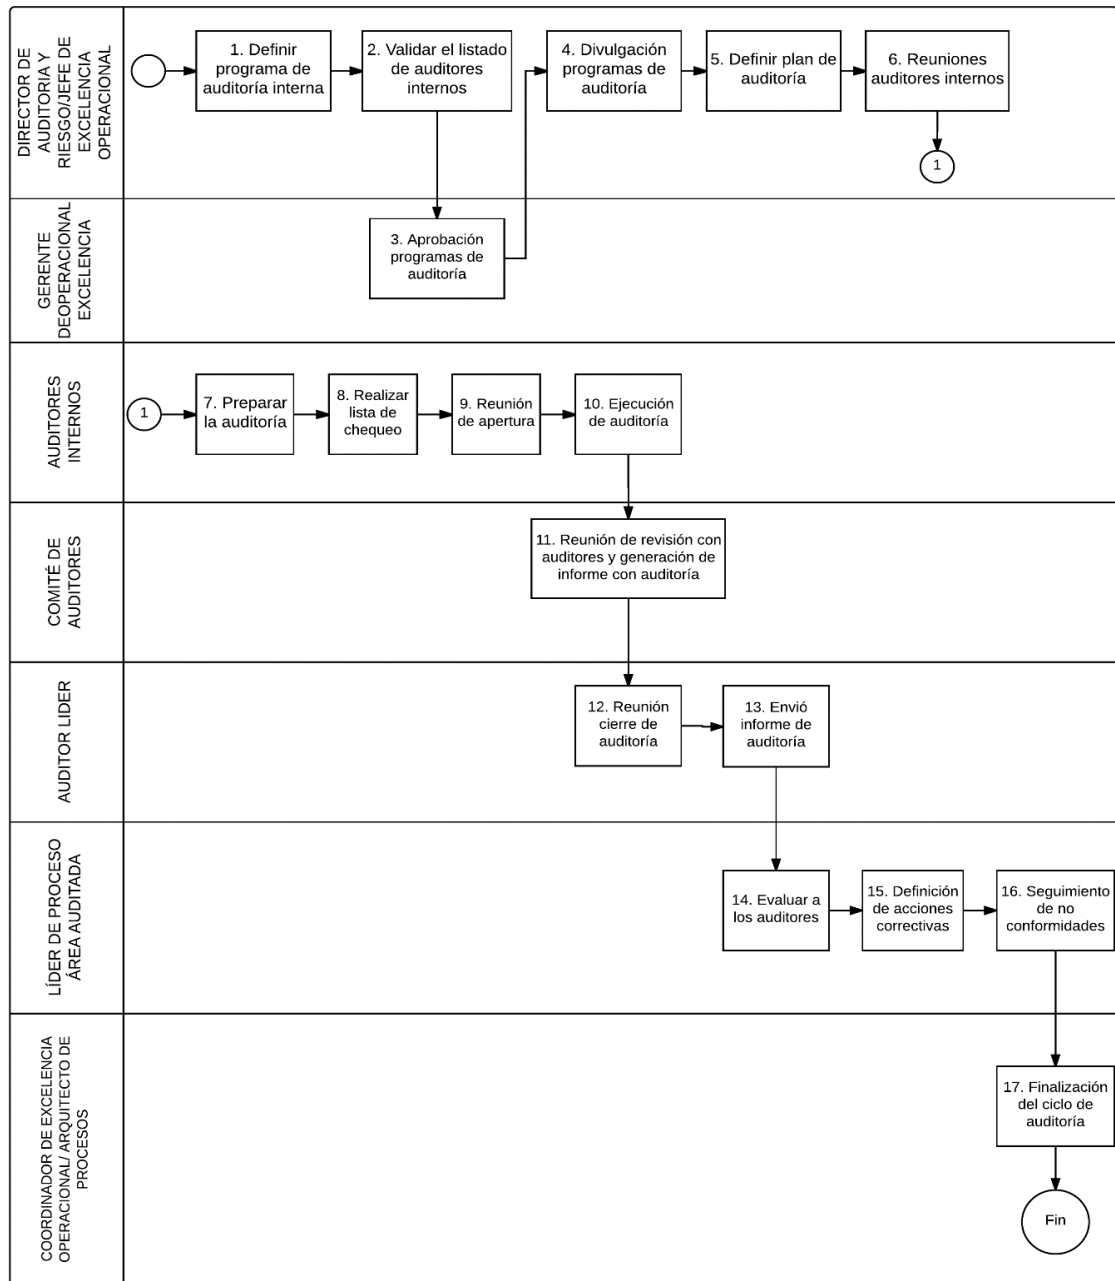 DIRECTOR DE
AUDITORIA Y
RIESGO/JEFE DE
EXCELENCIA
OPERACIONAL
1. Definir
programa de
auditoría interna
2. Validar el listado
de auditores
internos
4. Divulgación
programas de
auditoría
5. Definir plan de
auditoría
6. Reuniones
auditores internos
1
GERENTE
DEOPERACIONAL
EXCELENCIA
3. Aprobación
programas de
auditoría
AUDITORES
INTERNOS
1
7. Preparar
la auditoría
8. Realizar
lista de
chequeo
9. Reunión
de apertura
10. Ejecución
de auditoría
COMITÉ DE
AUDITORES
11. Reunión de revisión con
auditores y generación de
informe con auditoría
AUDITOR LIDER
12. Reunión
cierre de
auditoría
13. Envió
informe de
auditoría
LÍDER DE PROCESO
ÁREA AUDITADA
14. Evaluar a
los auditores
15. Definición
de acciones
correctivas
16. Seguimiento
de no
conformidades
COORDINADOR DE EXCELENCIA
OPERACIONAL/ ARQUITECTO DE
PROCESOS
17. Finalización
del ciclo de
auditoría
Fin